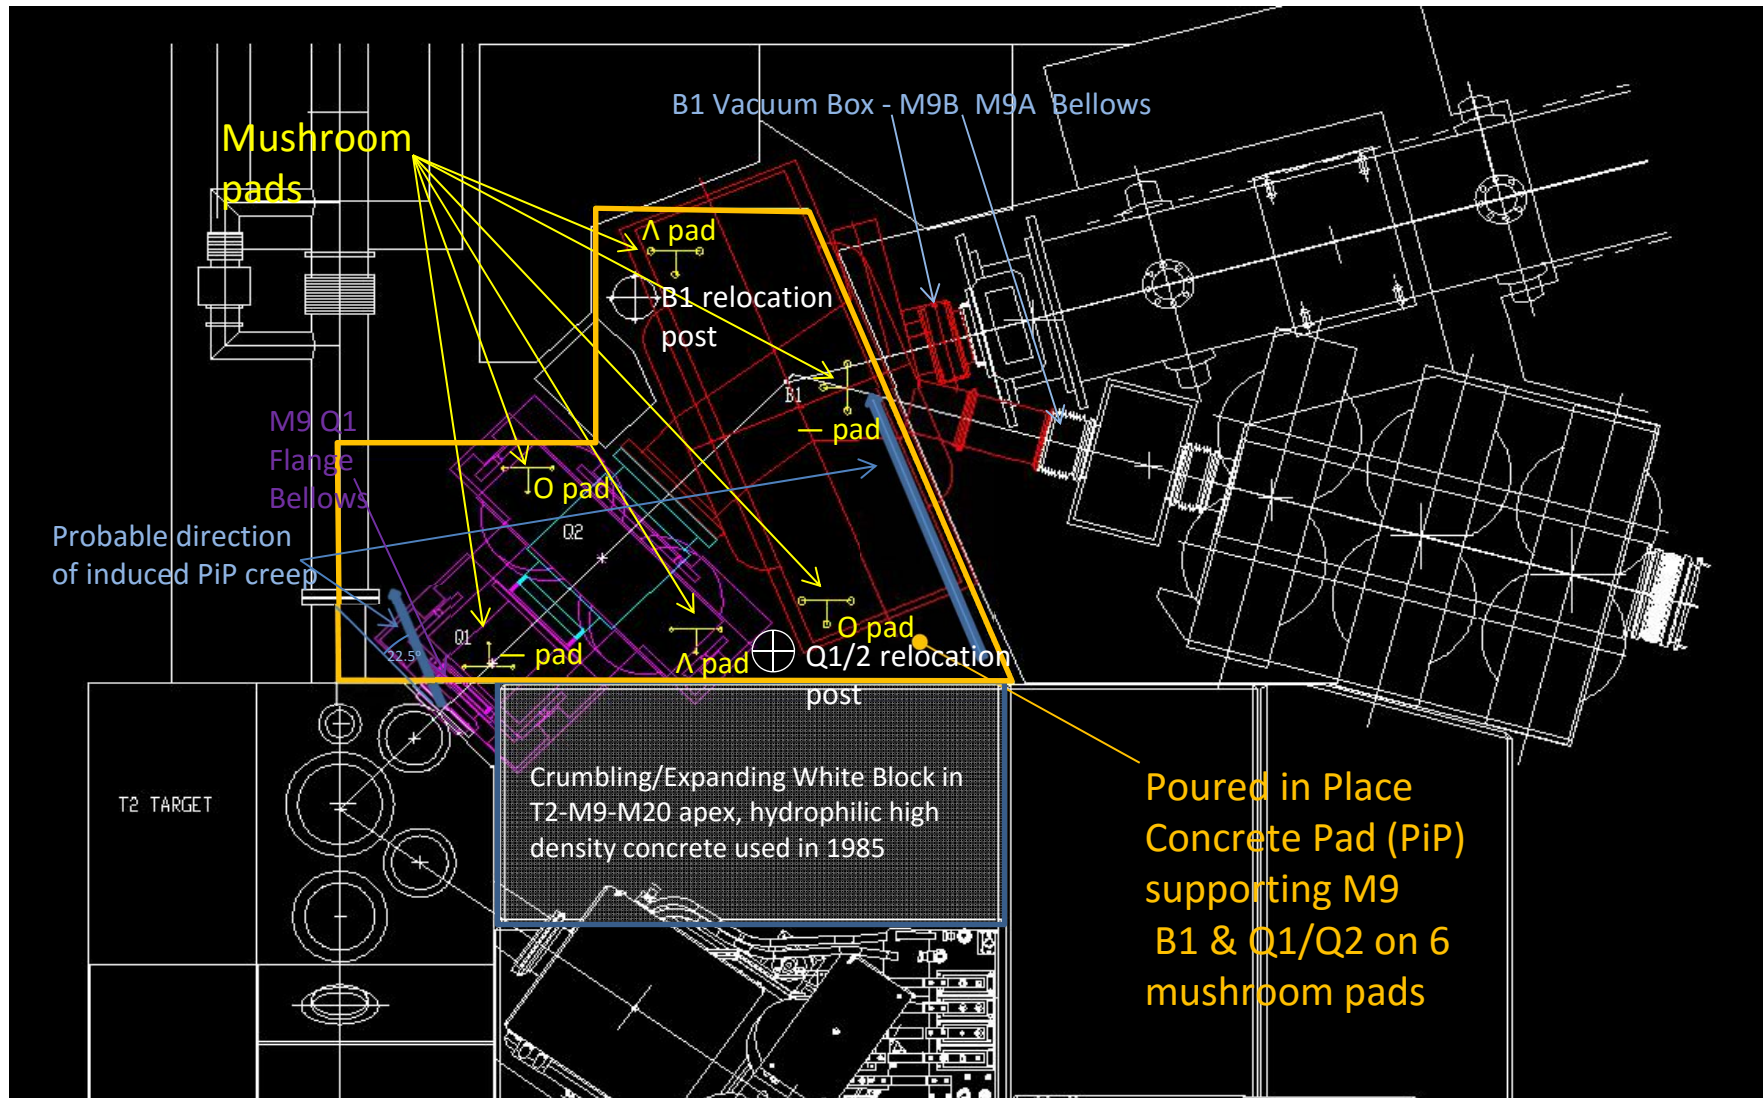 B1 Vacuum Box - M9B M9A Bellows
Mushroom
pads
Λ pad
B1 relocation
post
B1
— pad
M9 Q1
Flange
Bellows
O pad
Q2
Probable direction
of induced PiP creep
O pad
Q1
— pad
22.5°
Λ pad
Q1/2 relocation
post
Crumbling/Expanding White Block in
T2-M9-M20 apex, hydrophilic high
density concrete used in 1985
T2 TARGET
Poured in Place
Concrete Pad (PiP)
supporting M9
B1 & Q1/Q2 on 6
mushroom pads